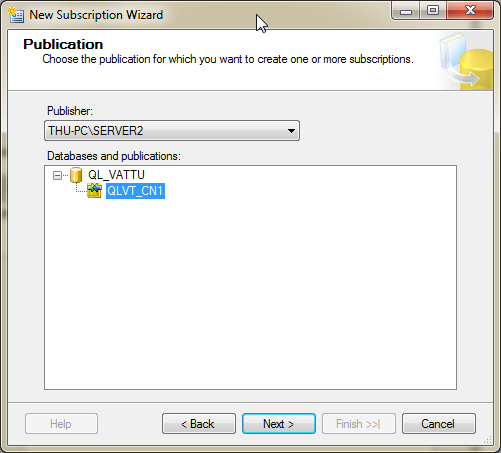 New Subscription Wizard
Publication
Choose the publication for which you want to create one or more subscriptions.
Publisher:
THU-PC\SERVER2
Databases and publications:
QL_VATTU
QLVT_CN1
Help
< Back
Next >
Finish >>|
Cancel